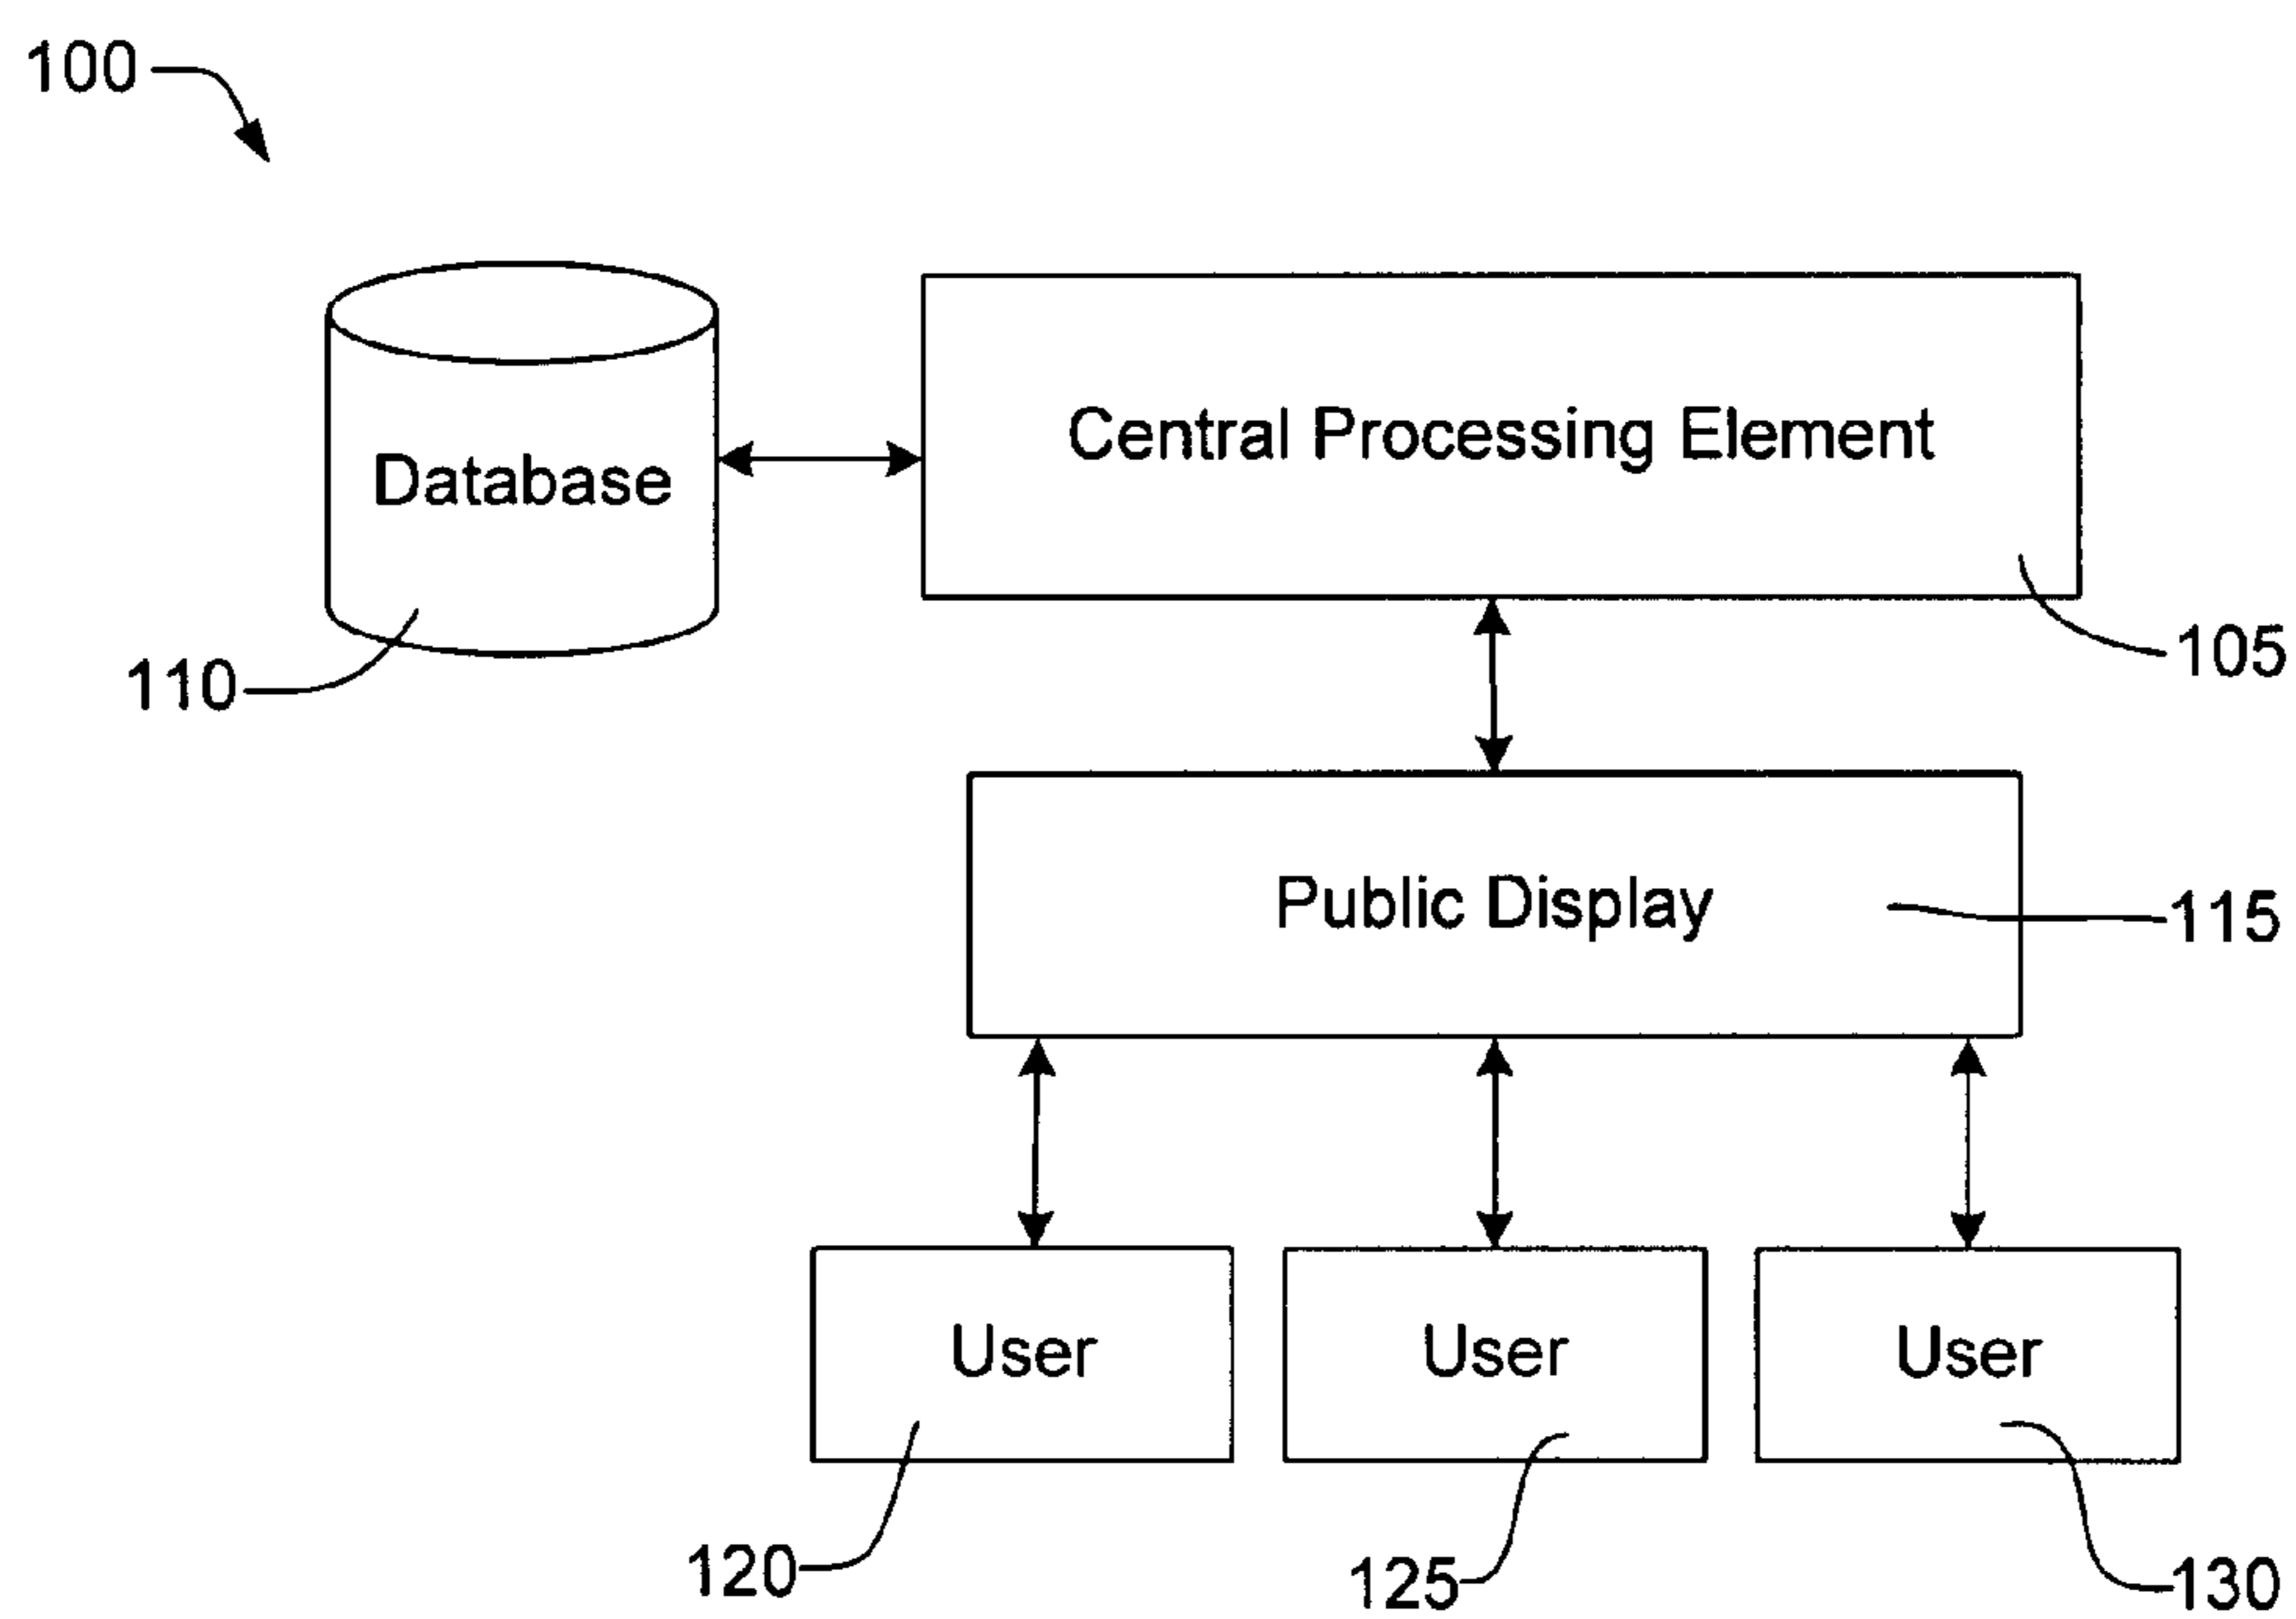 100
Central Processing Element
Database
105
110
Public Display
115
User
User
User
120
125
130